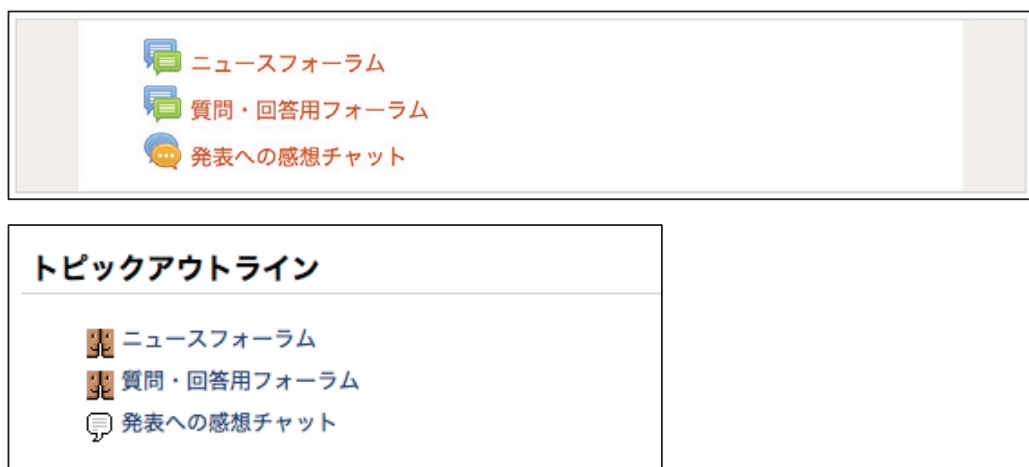 ニュースフォーラム
質問・回答用フォーラム
発表への感想チャット
トピックアウトライン
ニュースフォーラム
質問・回答用フォーラム
発表への感想チャット